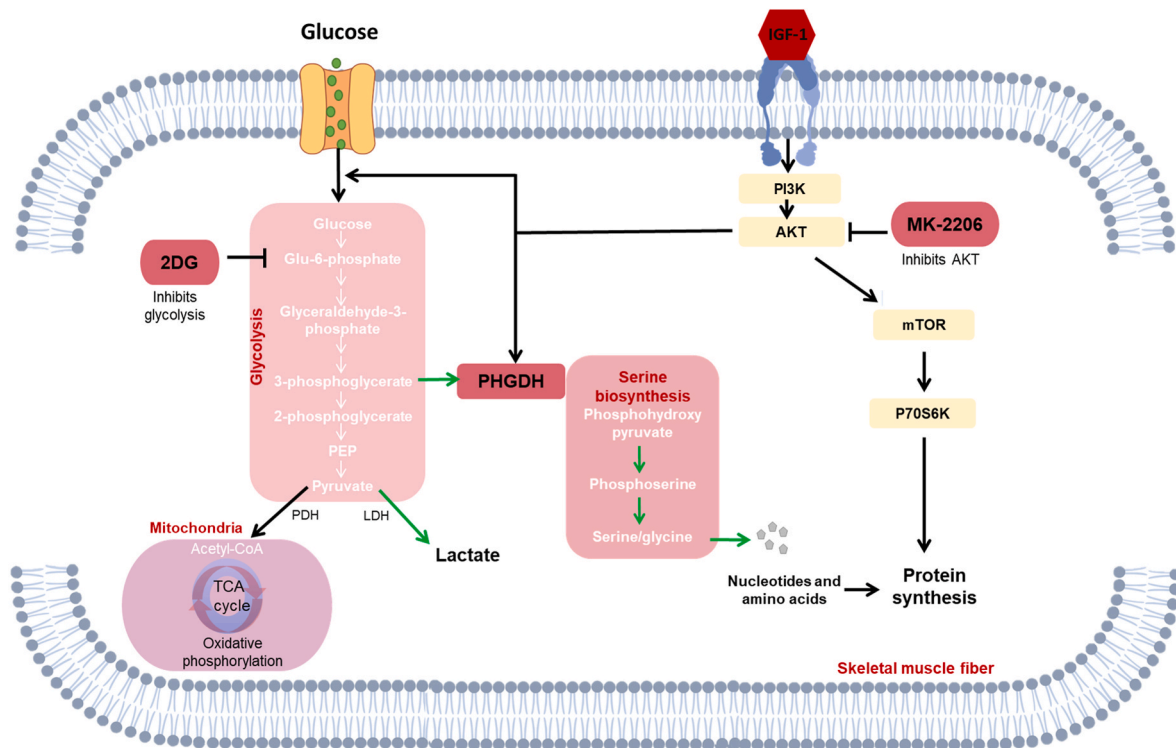 Glucose
IGF-1
PI3K
AKT
MK-2206
Inhibits AKT
2DG
Inhibits
glycolysis
Glycolysis
Glucose
Glu-6-phosphate
Glyceraldehyde-3-
phosphate
3-phosphoglycerate
2-phosphoglycerate
PEP
Pyruvate
PHGDH
Serine
biosynthesis
Phosphohydroxy
pyruvate
Phosphoserine
Serine/glycine
mTOR
P70S6K
PDH
LDH
Lactate
Mitochondria
Acetyl-CoA
TCA
cycle
Oxidative
phosphorylation
Nucleotides and
amino acids
Protein
synthesis
Skeletal muscle fiber